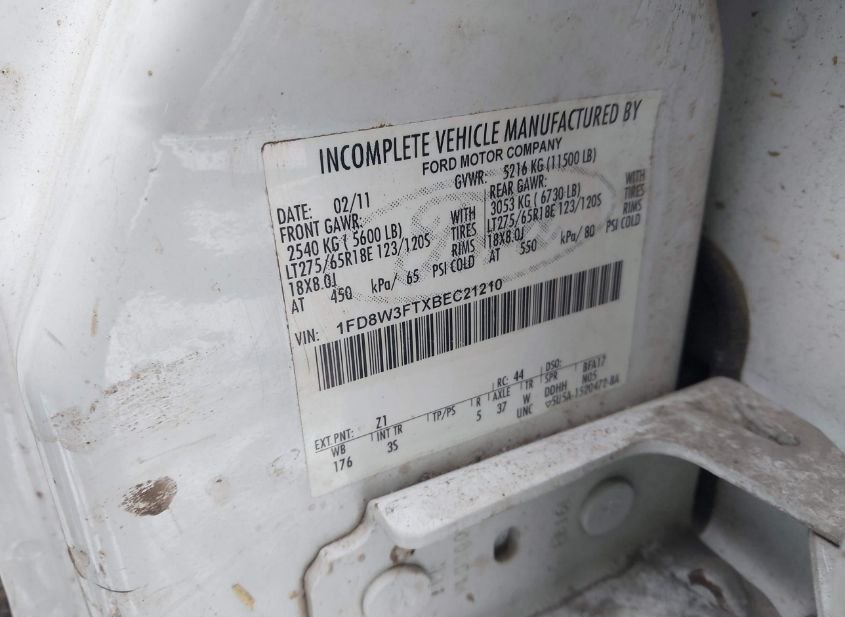 INCOMPLETE VEHICLE MANUFACTURED BY
FORD MOTOR COMPANY
DATE: 02/11 GVWR: 5216 KG (11500 LB)
FRONT GAWR: REAR GAWR:
2540 KG ( 5600 LB) WITH 3053 KG ( 6730 LB) WITH
LT275/65R18E 123/120S TIRES LT275/65R18E 123/120S TIRES
18X8.0J RIMS 18X8.0J RIMS
AT 450 kPa/ 65 PSI COLD AT 550 kPa/ 80 PSI COLD
VIN: 1FD8W3FTXBEC21210
EXT PNT: Z1 RC: 44 DSO:
WB INT TR TP/PS R AXLE TR SPR BFA17
176 3S 5 37 W DDHH NOS
UNC